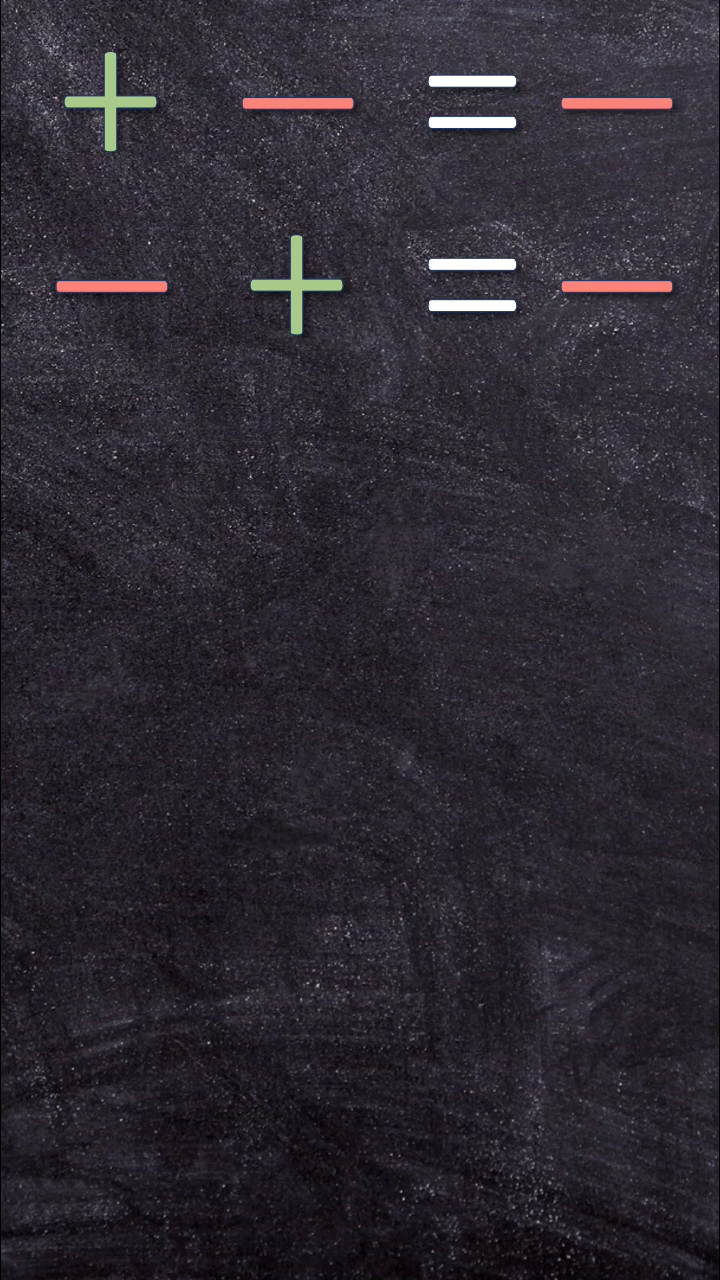 + − = −
− + = −